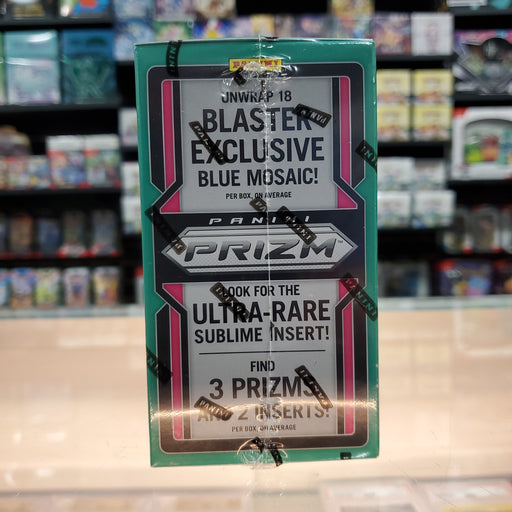 PANINI
UNWRAP 18
BLASTER
EXCLUSIVE
BLUE MOSAIC!
PER BOX, ON AVERAGE
PANINI
PRIZM
LOOK FOR THE
ULTRA-RARE
SUBLIME INSERT!
FIND
3 PRIZMS
AND 2 INSERTS!
PER BOX, ON AVERAGE